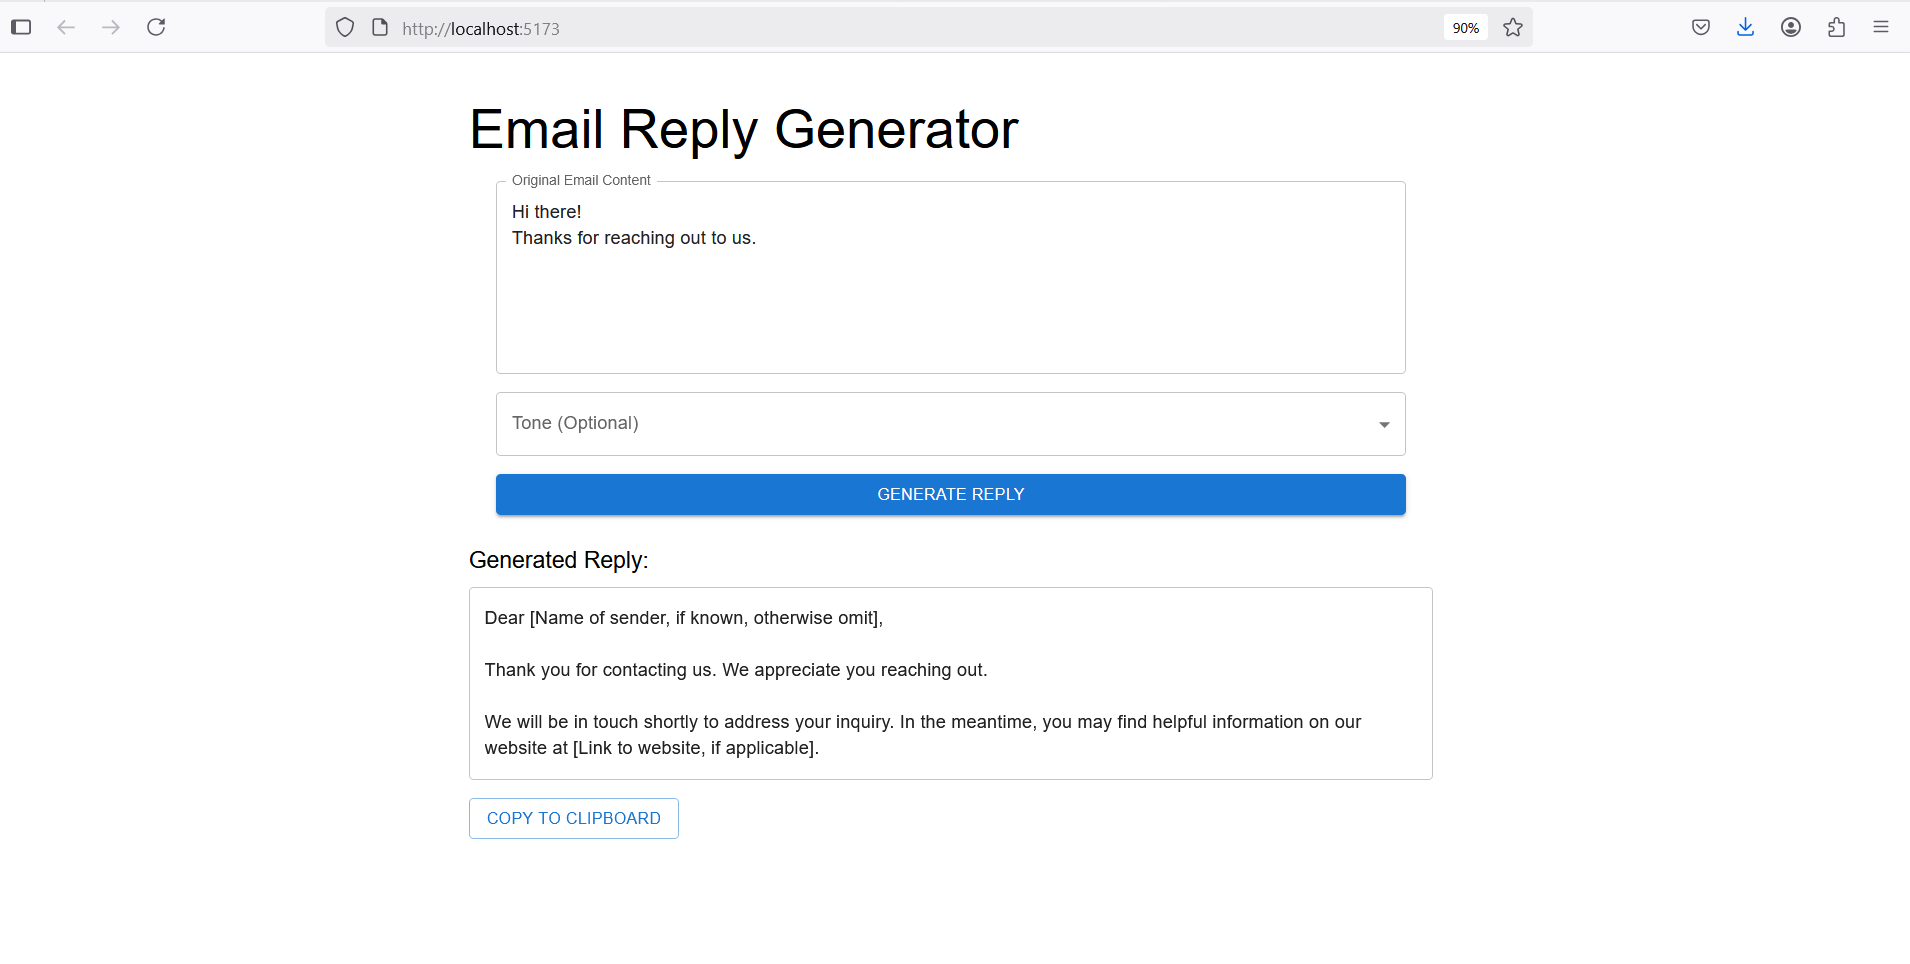 http://localhost:5173
90%
Email Reply Generator
Original Email Content
Hi there!
Thanks for reaching out to us.
Tone (Optional)
GENERATE REPLY
Generated Reply:
Dear [Name of sender, if known, otherwise omit],
Thank you for contacting us. We appreciate you reaching out.
We will be in touch shortly to address your inquiry. In the meantime, you may find helpful information on our
website at [Link to website, if applicable].
COPY TO CLIPBOARD